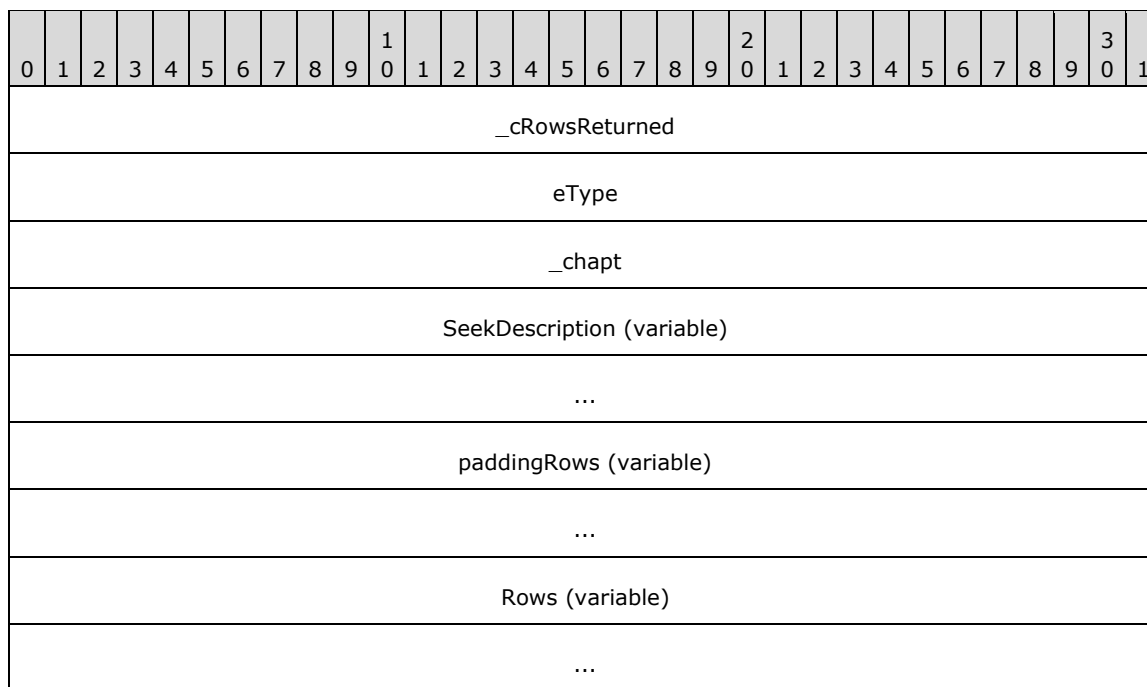 1 2 3
0 1 2 3 4 5 6 7 8 9 0 1 2 3 4 5 6 7 8 9 0 1 2 3 4 5 6 7 8 9 0 1
_cRowsReturned
eType
_chapt
SeekDescription (variable)
...
paddingRows (variable)
...
Rows (variable)
...